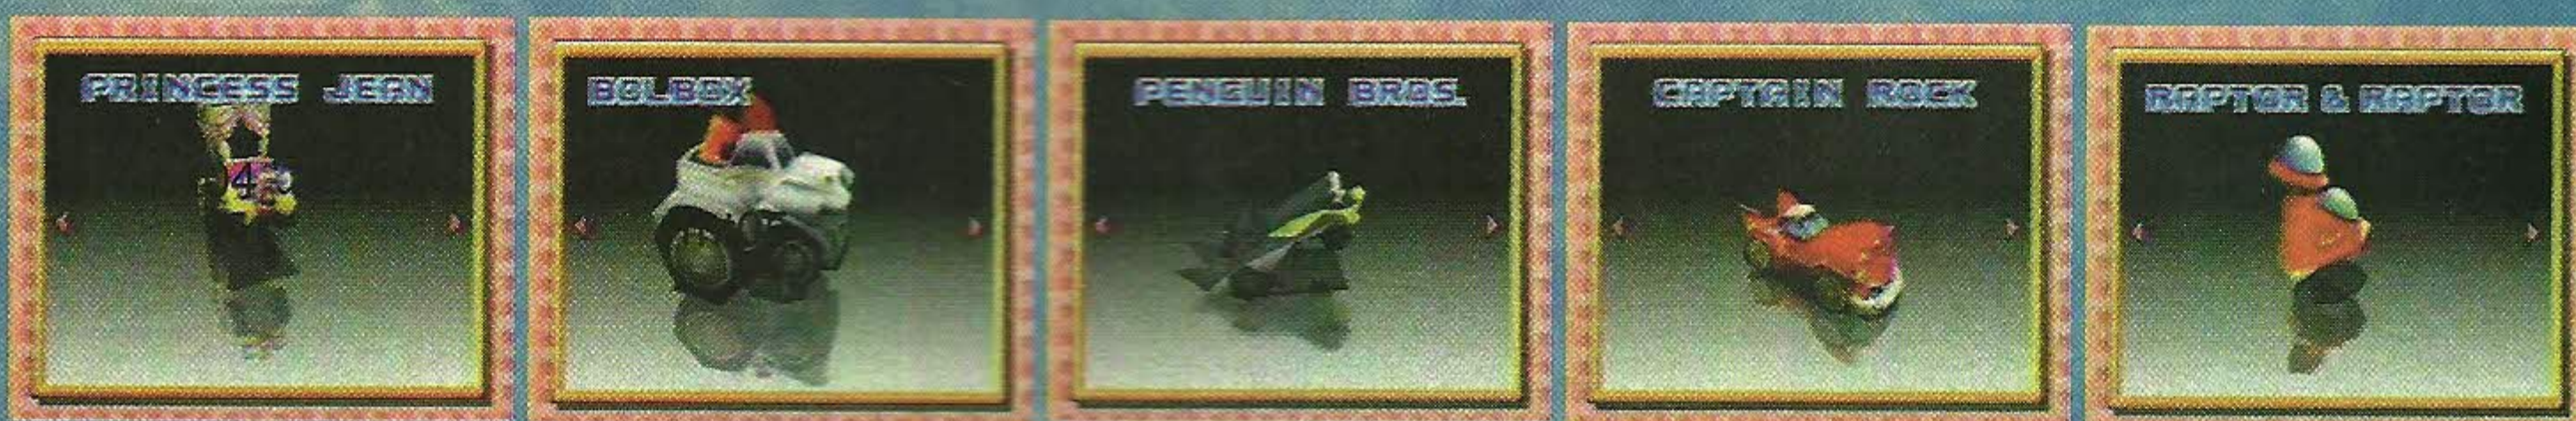 PRINCESS JEAN
BOLBOX
PENGUIN BROS.
CAPTAIN ROCK
RAPTOR & RAPTOR
4